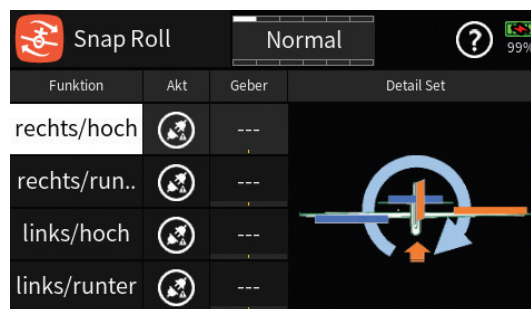 Snap Roll
Normal
?
99%
Funktion Akt Geber Detail Set
rechts/hoch ---
rechts/run.. ---
links/hoch ---
links/runter ---